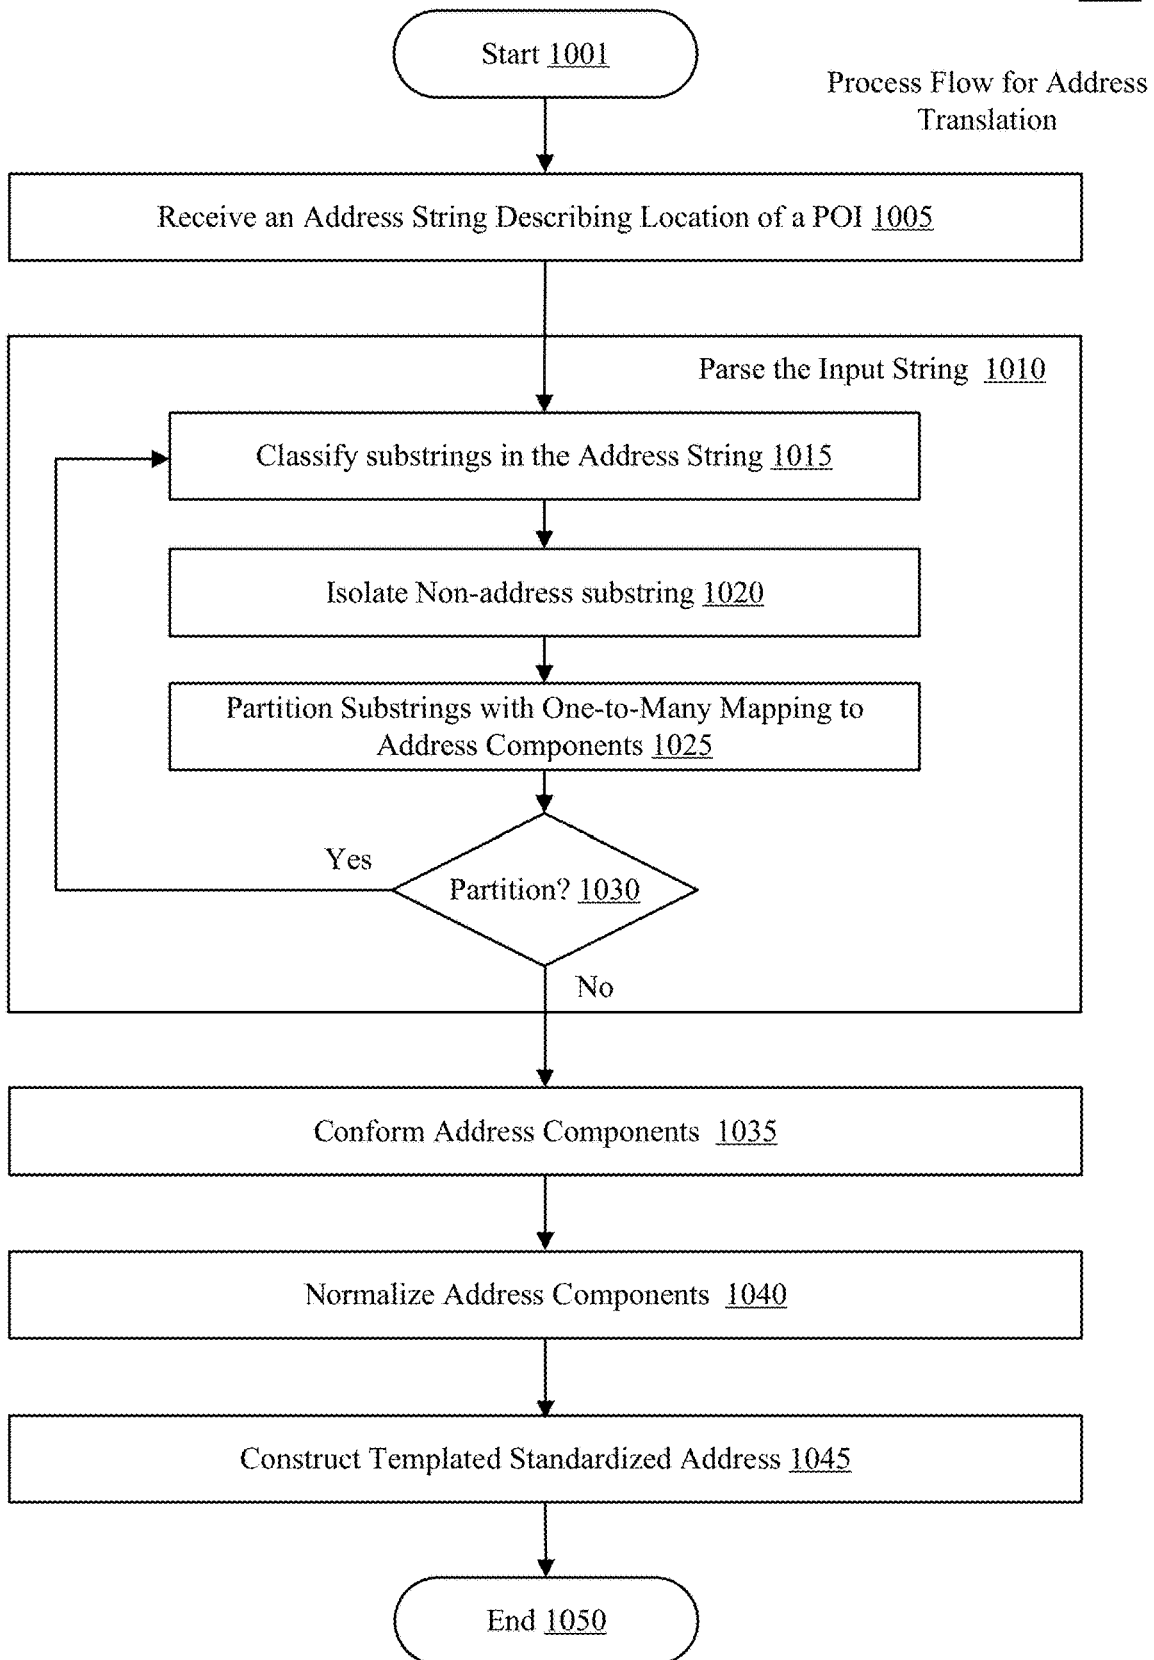 Start 1001
Process Flow for Address
Translation
Receive an Address String Describing Location of a POI 1005
Parse the Input String 1010
Classify substrings in the Address String 1015
Isolate Non-address substring 1020
Partition Substrings with One-to-Many Mapping to
Address Components 1025
Yes
Partition? 1030
No
Conform Address Components 1035
Normalize Address Components 1040
Construct Templated Standardized Address 1045
End 1050